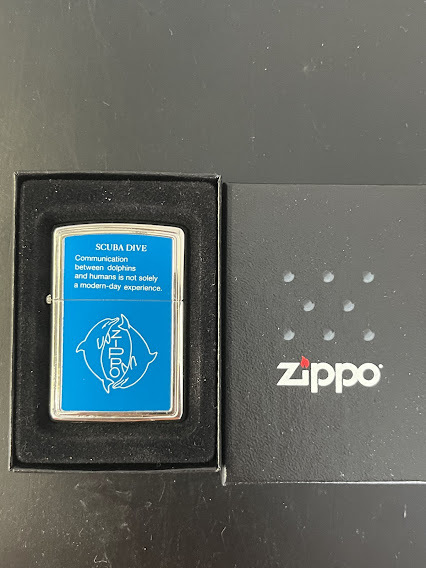 SCUBA DIVE
Communication
between dolphins
and humans is not solely
a modern-day experience.
ZIPPO
zippo